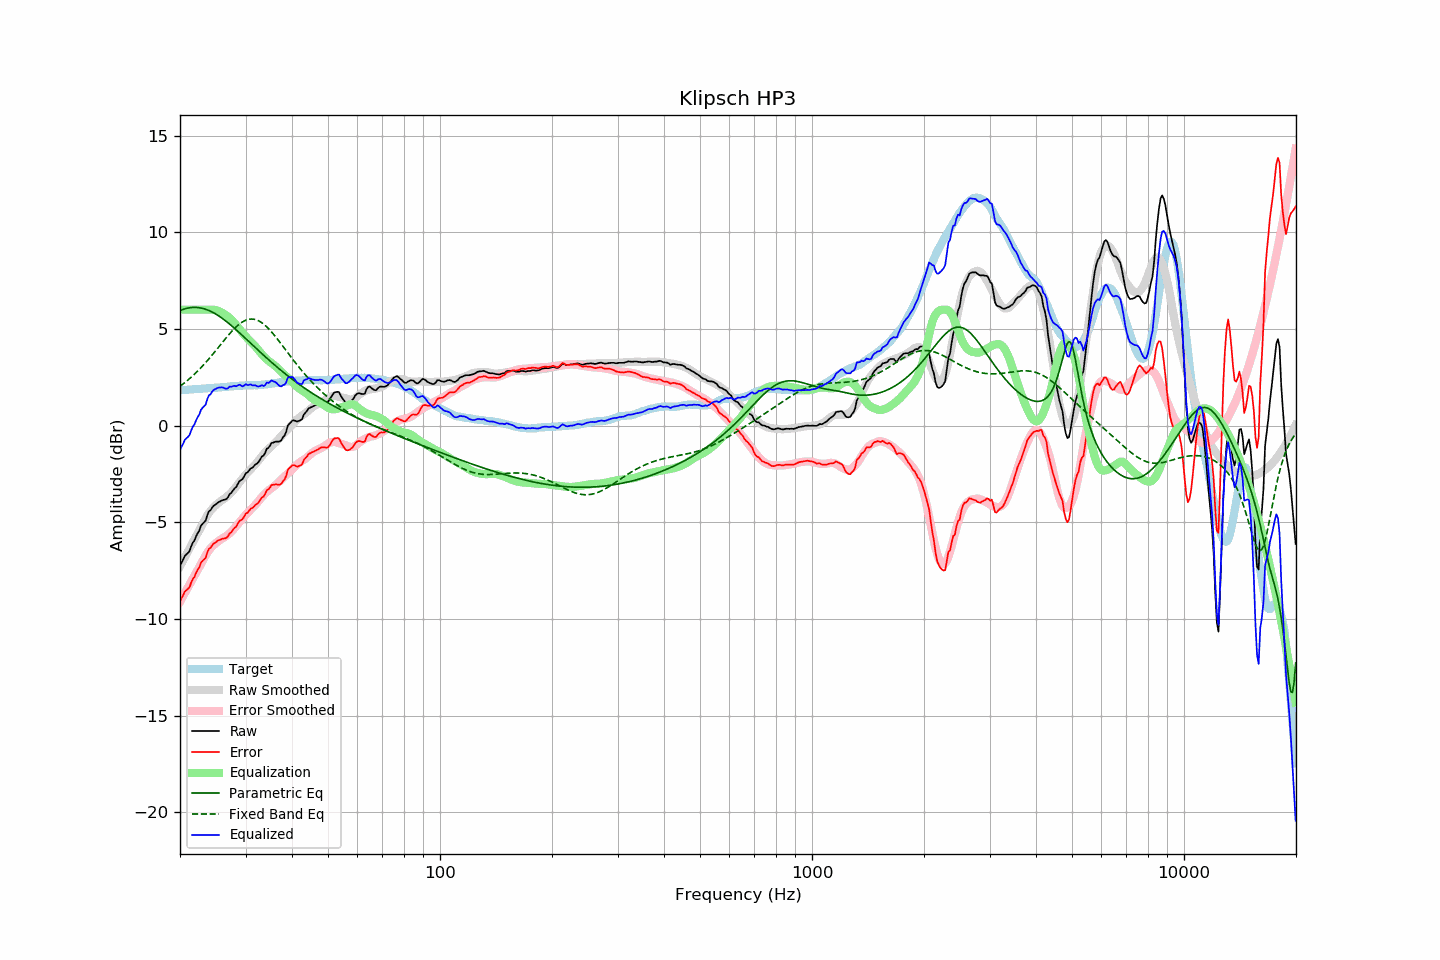 Klipsch HP3
15
10
5
0
−5
−10
−15
−20
Amplitude (dBr)
Target
Raw Smoothed
Error Smoothed
Raw
Error
Equalization
Parametric Eq
Fixed Band Eq
Equalized
100
1000
10000
Frequency (Hz)